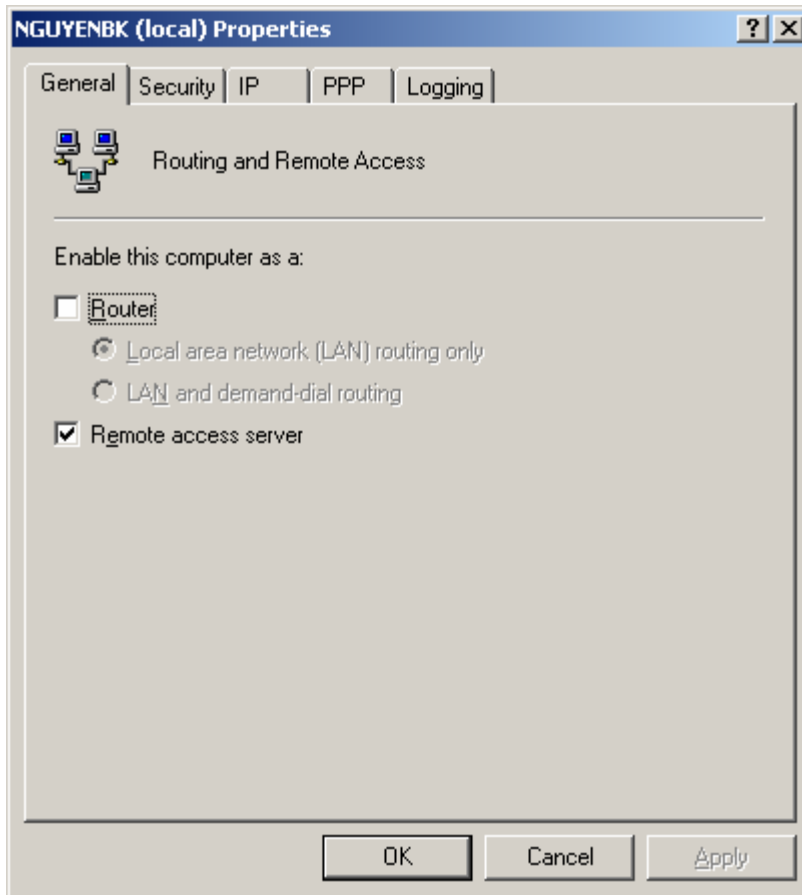 NGUYENBK (local) Properties
General Security IP PPP Logging
Routing and Remote Access
Enable this computer as a:
Router
Local area network (LAN) routing only
LAN and demand-dial routing
Remote access server
OK Cancel Apply